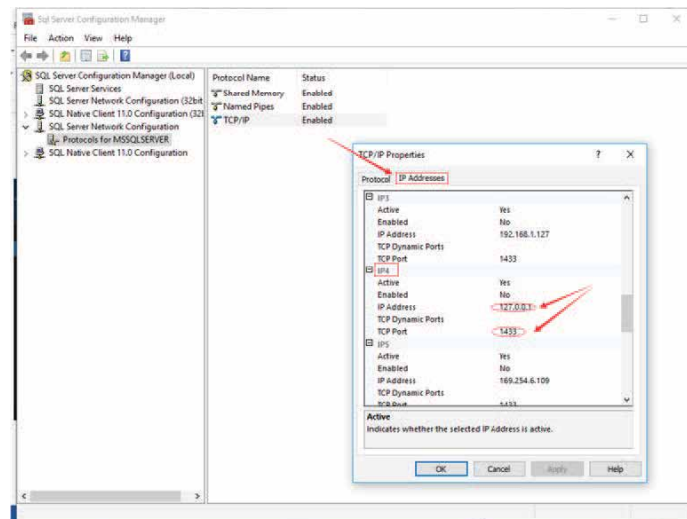 Sql Server Configuration Manager
File Action View Help
SQL Server Configuration Manager (Local)
SQL Server Services
SQL Server Network Configuration (32bit
SQL Native Client 11.0 Configuration (32l
SQL Server Network Configuration
Protocols for MSSQLSERVER
SQL Native Client 11.0 Configuration
Protocol Name Status
Shared Memory Enabled
Named Pipes Enabled
TCP/IP Enabled
TCP/IP Properties
Protocol IP Addresses
IP3
Active Yes
Enabled No
IP Address 192.168.1.127
TCP Dynamic Ports
TCP Port 1433
IP4
Active Yes
Enabled No
IP Address 127.0.0.1
TCP Dynamic Ports
TCP Port 1433
IP5
Active Yes
Enabled No
IP Address 169.254.6.109
TCP Dynamic Ports
TCP Port 1433
Active
Indicates whether the selected IP Address is active.
OK Cancel Apply Help